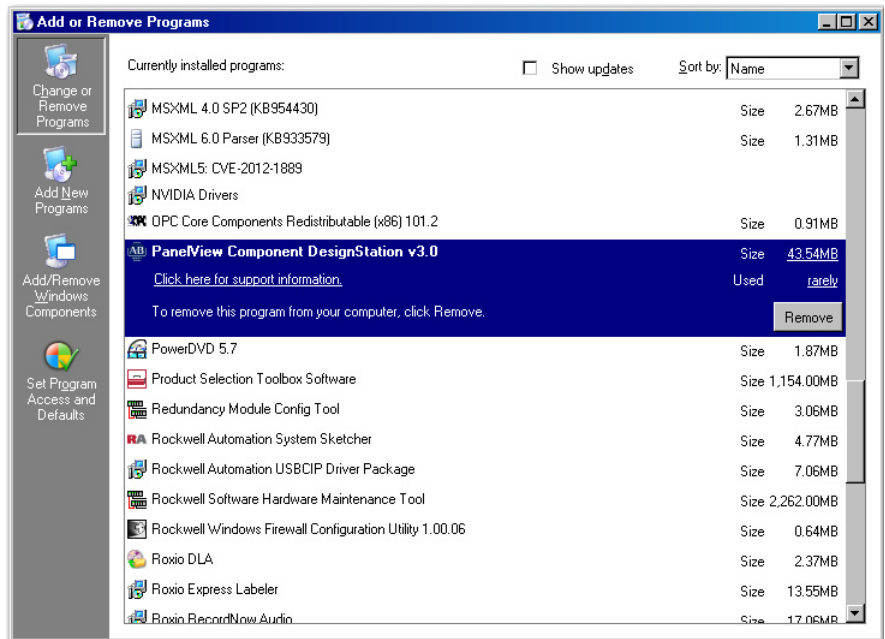 Add or Remove Programs
Change or
Remove
Programs
Add New
Programs
Add/Remove
Windows
Components
Set Program
Access and
Defaults
Currently installed programs:
Show updates
Sort by: Name
MSXML 4.0 SP2 (KB954430) Size 2.67MB
MSXML 6.0 Parser (KB933579) Size 1.31MB
MSXML5: CVE-2012-1889
NVIDIA Drivers
OPC Core Components Redistributable (x86) 101.2 Size 0.91MB
AB PanelView Component DesignStation v3.0 Size 43.54MB
Click here for support information. Used rarely
To remove this program from your computer, click Remove. Remove
PowerDVD 5.7 Size 1.87MB
Product Selection Toolbox Software Size 1,154.00MB
Redundancy Module Config Tool Size 3.06MB
RA Rockwell Automation System Sketcher Size 4.77MB
Rockwell Automation USBCIP Driver Package Size 7.06MB
Rockwell Software Hardware Maintenance Tool Size 2,262.00MB
Rockwell Windows Firewall Configuration Utility 1.00.06 Size 0.64MB
Roxio DLA Size 2.37MB
Roxio Express Labeler Size 13.55MB
Roxio RecordNow Audio Size 17.06MB